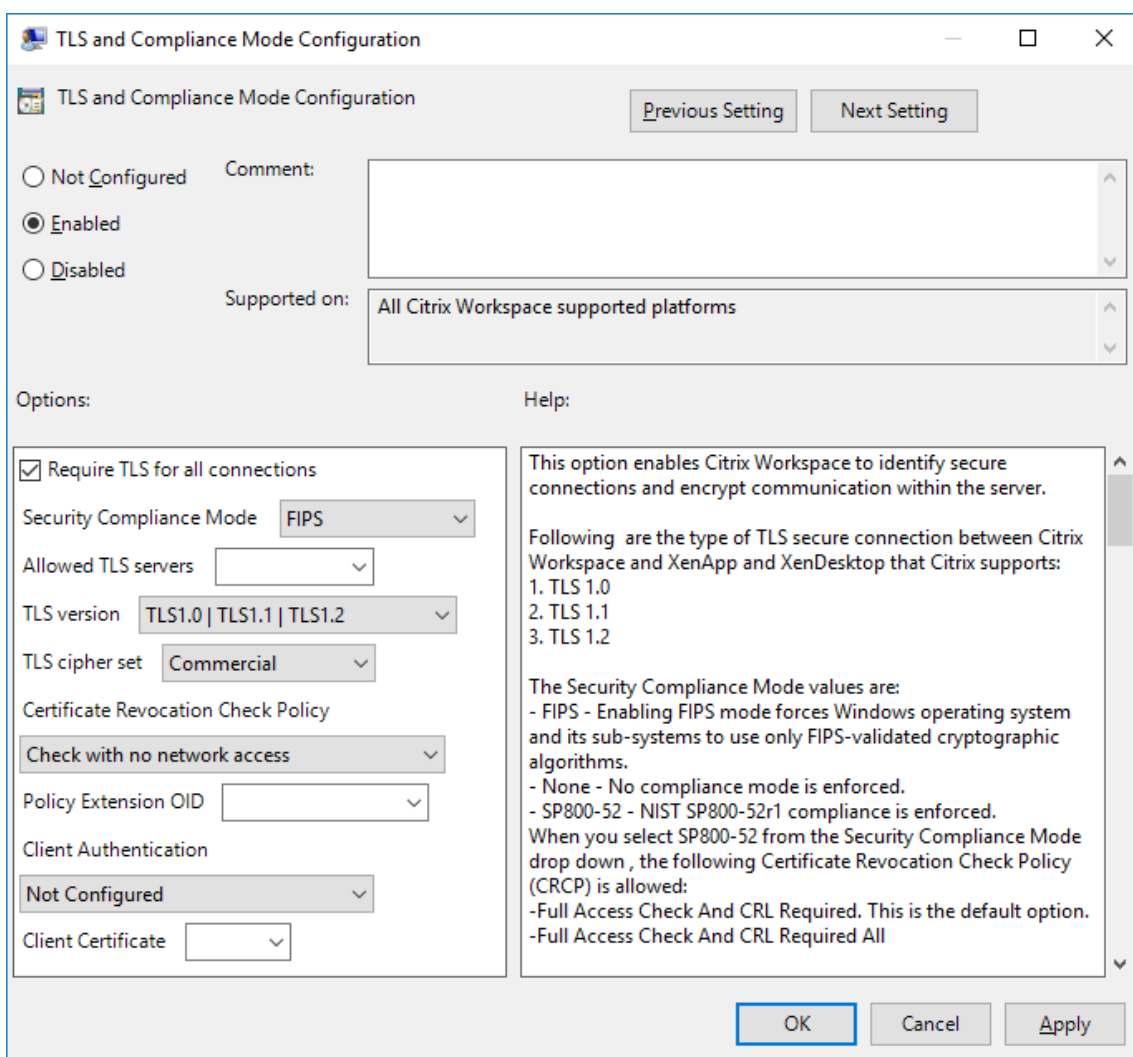 TLS and Compliance Mode Configuration
TLS and Compliance Mode Configuration
Previous Setting
Next Setting
Not Configured
Comment:
Enabled
Disabled
Supported on:
All Citrix Workspace supported platforms
Options:
Help:
Require TLS for all connections
Security Compliance Mode FIPS
Allowed TLS servers
TLS version TLS1.0 | TLS1.1 | TLS1.2
TLS cipher set Commercial
Certificate Revocation Check Policy
Check with no network access
Policy Extension OID
Client Authentication
Not Configured
Client Certificate
This option enables Citrix Workspace to identify secure
connections and encrypt communication within the server.
Following are the type of TLS secure connection between Citrix
Workspace and XenApp and XenDesktop that Citrix supports:
1. TLS 1.0
2. TLS 1.1
3. TLS 1.2
The Security Compliance Mode values are:
- FIPS - Enabling FIPS mode forces Windows operating system
and its sub-systems to use only FIPS-validated cryptographic
algorithms.
- None - No compliance mode is enforced.
- SP800-52 - NIST SP800-52r1 compliance is enforced.
When you select SP800-52 from the Security Compliance Mode
drop down , the following Certificate Revocation Check Policy
(CRCP) is allowed:
-Full Access Check And CRL Required. This is the default option.
-Full Access Check And CRL Required All
OK
Cancel
Apply